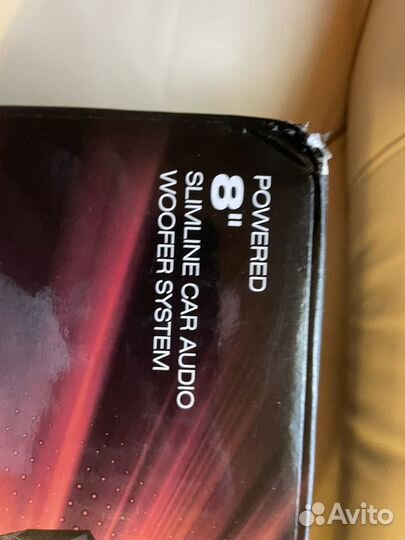 POWERED
8"
SLIMLINE CAR AUDIO
WOOFER SYSTEM
Avito